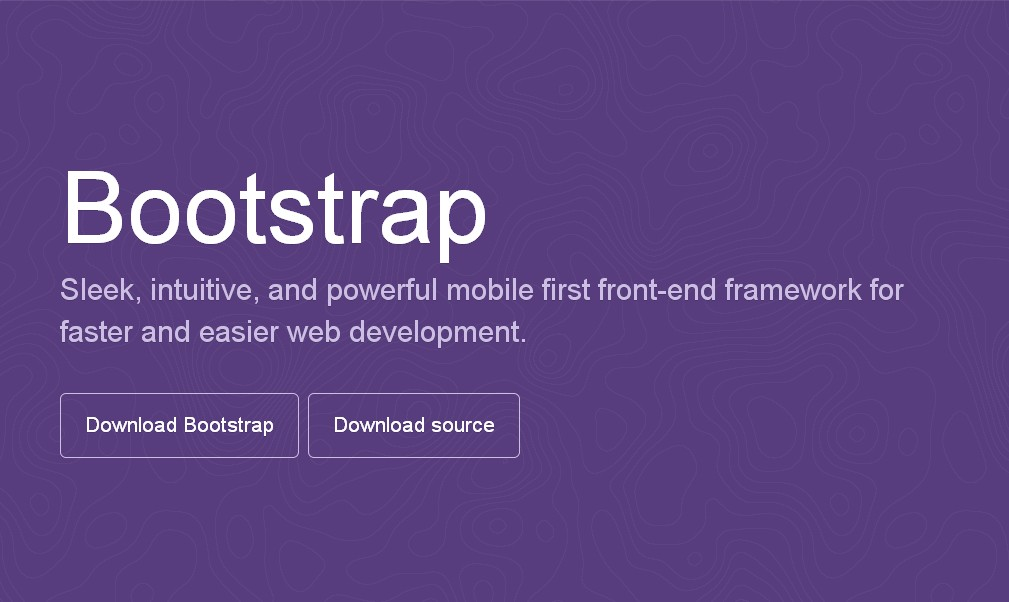 Bootstrap
Sleek, intuitive, and powerful mobile first front-end framework for
faster and easier web development.
Download Bootstrap
Download source